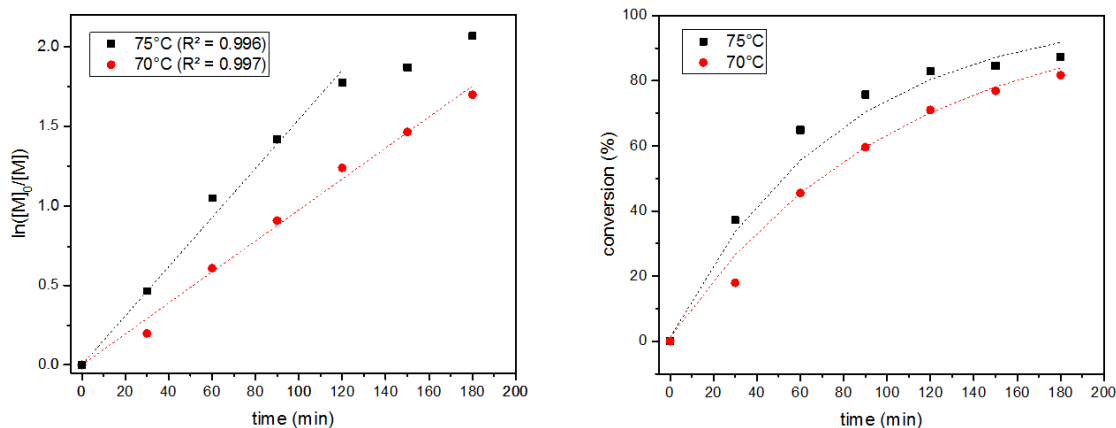 2.0
1.5
1.0
0.5
0.0
ln([M]₀/[M])
75°C (R² = 0.996)
70°C (R² = 0.997)
0 20 40 60 80 100 120 140 160 180 200
time (min)
100
80
60
40
20
0
conversion (%)
75°C
70°C
0 20 40 60 80 100 120 140 160 180 200
time (min)